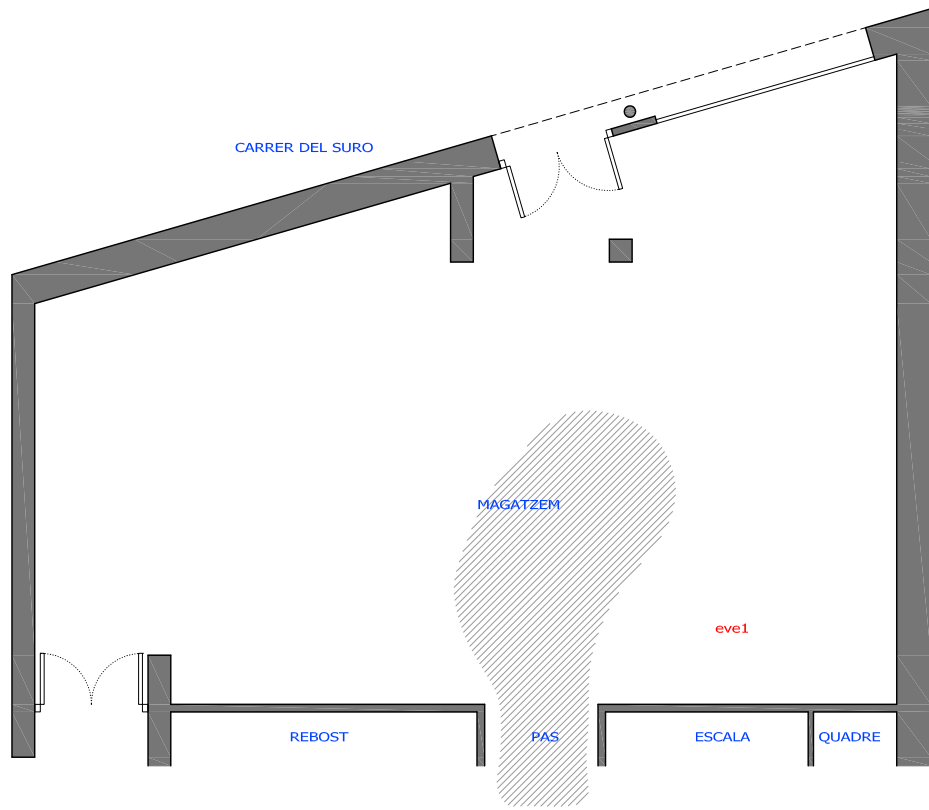 CARRER DEL SURO
MAGATZEM
eve1
REBOST
PAS
ESCALA
QUADRE